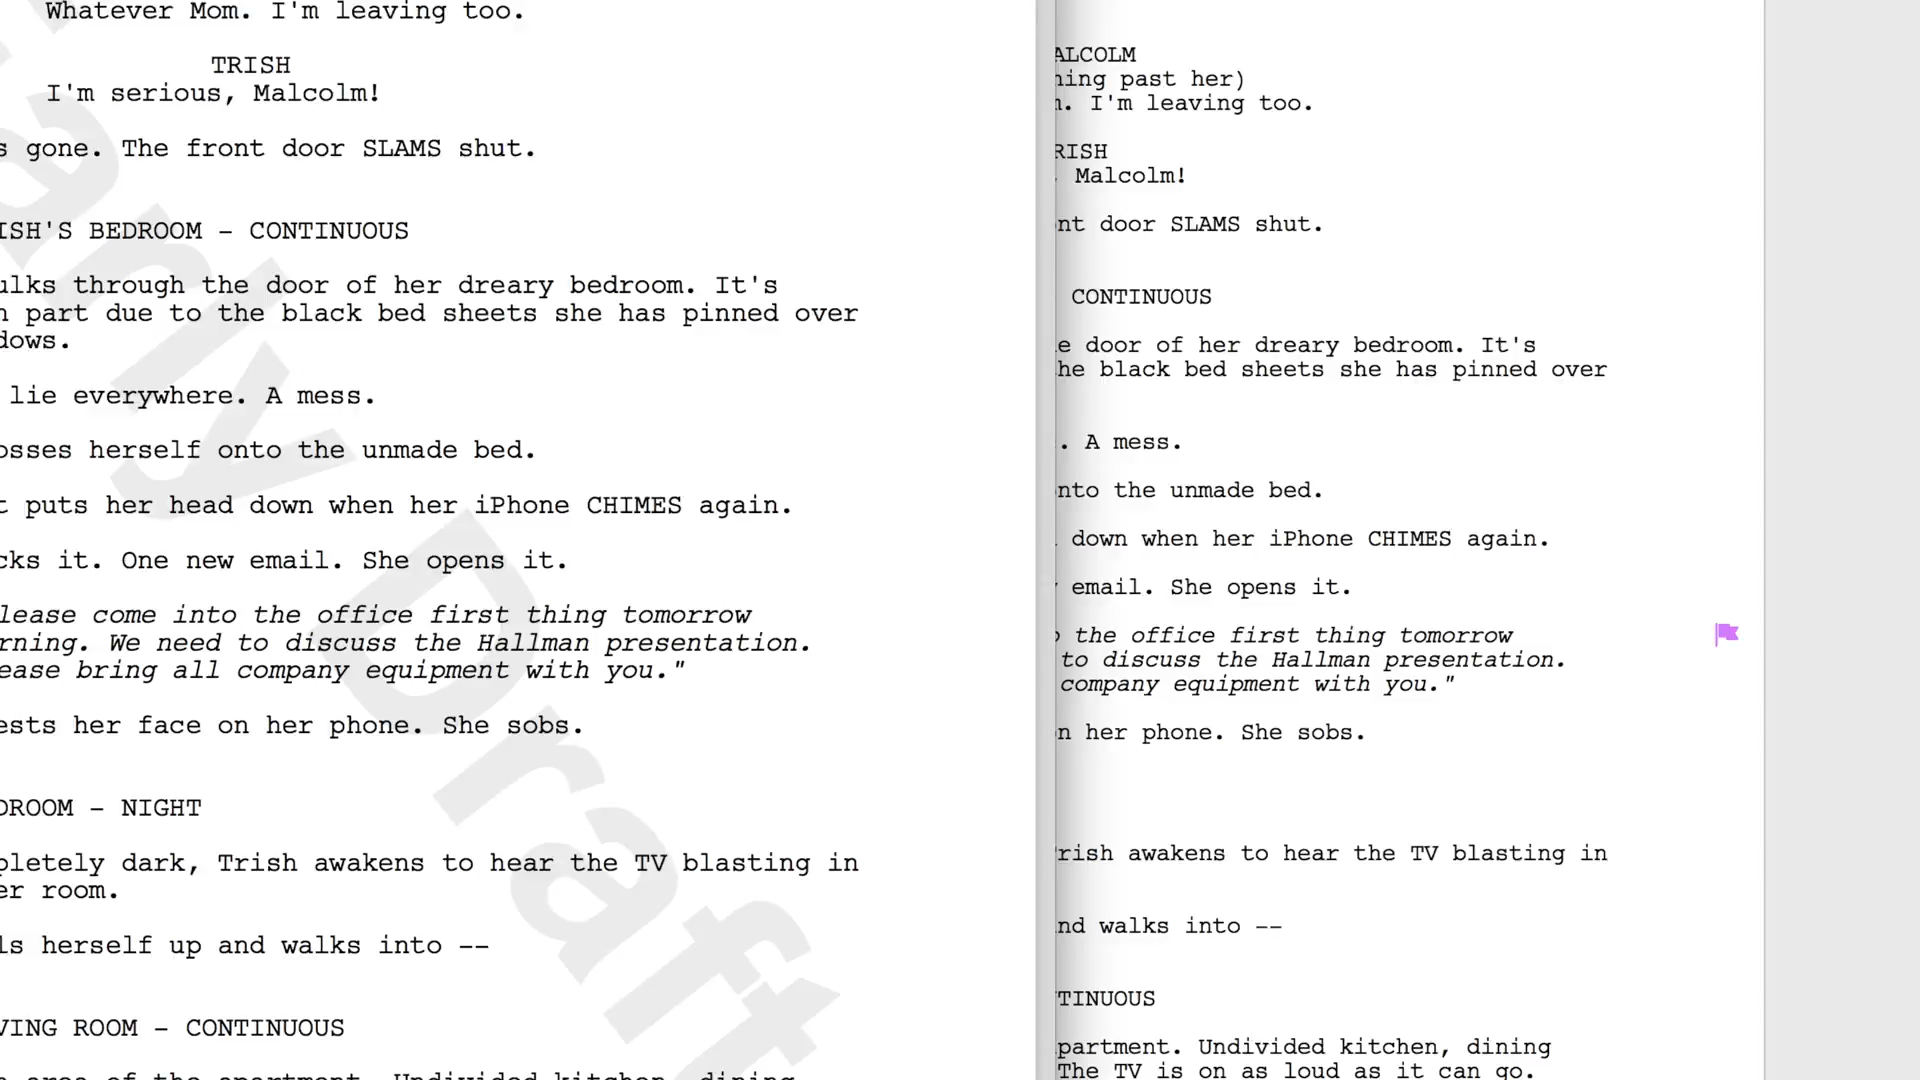 Whatever Mom. I'm leaving too.
TRISH
I'm serious, Malcolm!
gone. The front door SLAMS shut.
BEDROOM - CONTINUOUS
through the door of her dreary bedroom. It's
part due to the black bed sheets she has pinned over
lie everywhere. A mess.
herself onto the unmade bed.
puts her head down when her iPhone CHIMES again.
it. One new email. She opens it.
lease come into the office first thing tomorrow
rning. We need to discuss the Hallman presentation.
ease bring all company equipment with you."
ests her face on her phone. She sobs.
DROOM - NIGHT
pletely dark, Trish awakens to hear the TV blasting in
er room.
ls herself up and walks into --
VING ROOM - CONTINUOUS
area of the apartment. Undivided kitchen, dining
Draft
ALCOLM
ning past her)
I'm leaving too.
RISH
Malcolm!
nt door SLAMS shut.
CONTINUOUS
e door of her dreary bedroom. It's
he black bed sheets she has pinned over
. A mess.
nto the unmade bed.
down when her iPhone CHIMES again.
email. She opens it.
the office first thing tomorrow
to discuss the Hallman presentation.
company equipment with you."
n her phone. She sobs.
rish awakens to hear the TV blasting in
nd walks into --
TINUOUS
partment. Undivided kitchen, dining
The TV is on as loud as it can go.